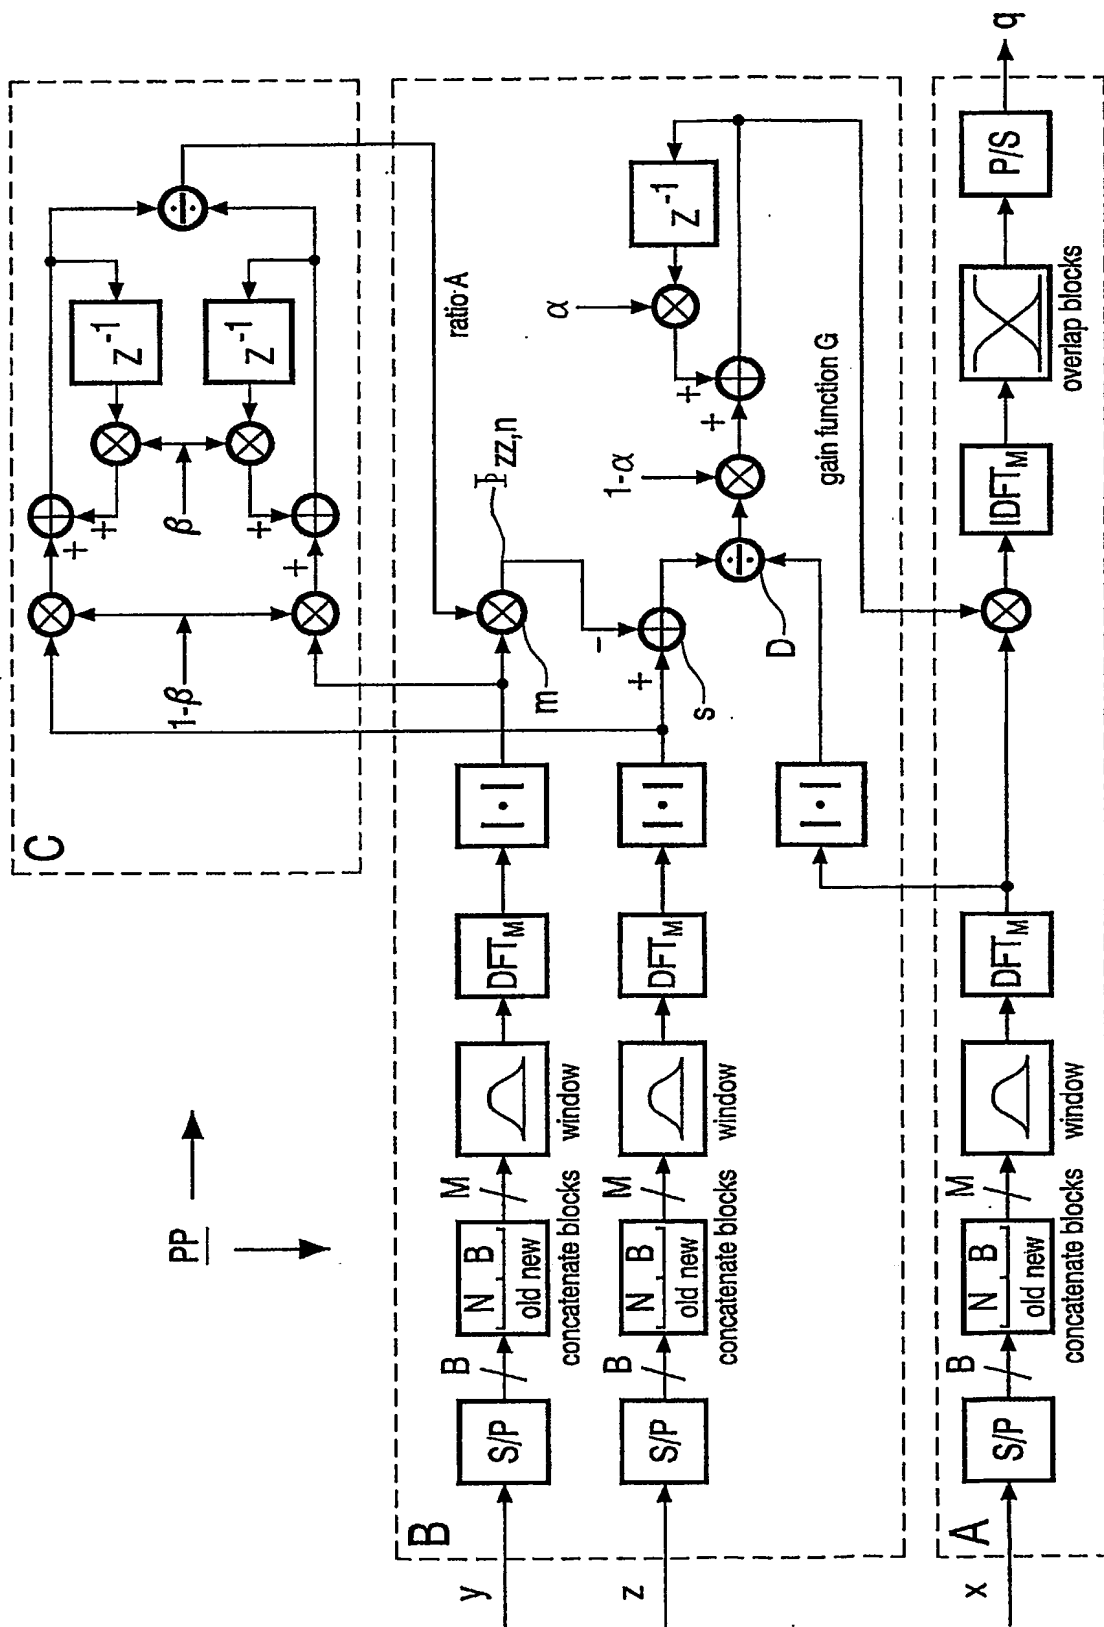 PP
C
1-β
β
+
+
+
+
z⁻¹
z⁻¹
÷
ratio A
B
y
S/P
B
N B
old new
concatenate blocks
M
window
DFT_M
|•|
m
Φzz,n
z
S/P
B
N B
old new
concatenate blocks
M
window
DFT_M
|•|
+
-
s
|•|
÷
D
1-α
+
+
α
z⁻¹
gain function G
A
x
S/P
B
N B
old new
concatenate blocks
M
window
DFT_M
IDFT_M
overlap blocks
P/S
q